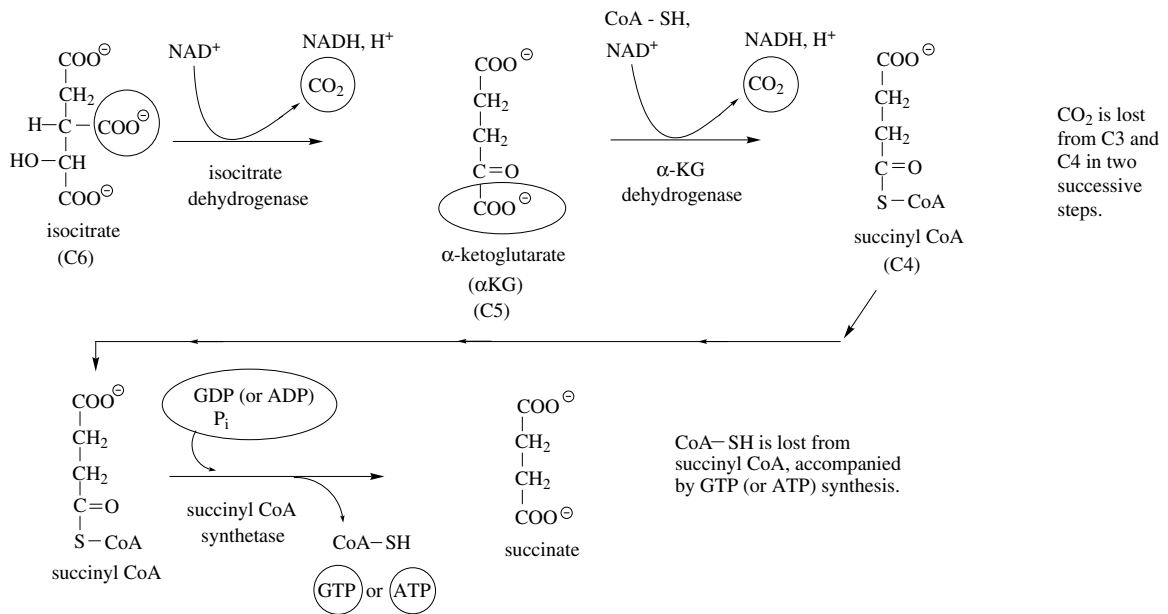 COO⊖
CH₂
H–C–COO⊖
HO–CH
COO⊖
isocitrate
(C6)
NAD⁺
NADH, H⁺
CO₂
isocitrate
dehydrogenase
COO⊖
CH₂
CH₂
C=O
COO⊖
α-ketoglutarate
(αKG)
(C5)
CoA - SH,
NAD⁺
NADH, H⁺
CO₂
α-KG
dehydrogenase
COO⊖
CH₂
CH₂
C=O
S–CoA
succinyl CoA
(C4)
CO₂ is lost
from C3 and
C4 in two
successive
steps.
COO⊖
CH₂
CH₂
C=O
S–CoA
succinyl CoA
GDP (or ADP)
Pᵢ
succinyl CoA
synthetase
CoA–SH
GTP or ATP
COO⊖
CH₂
CH₂
COO⊖
succinate
CoA–SH is lost from
succinyl CoA, accompanied
by GTP (or ATP) synthesis.